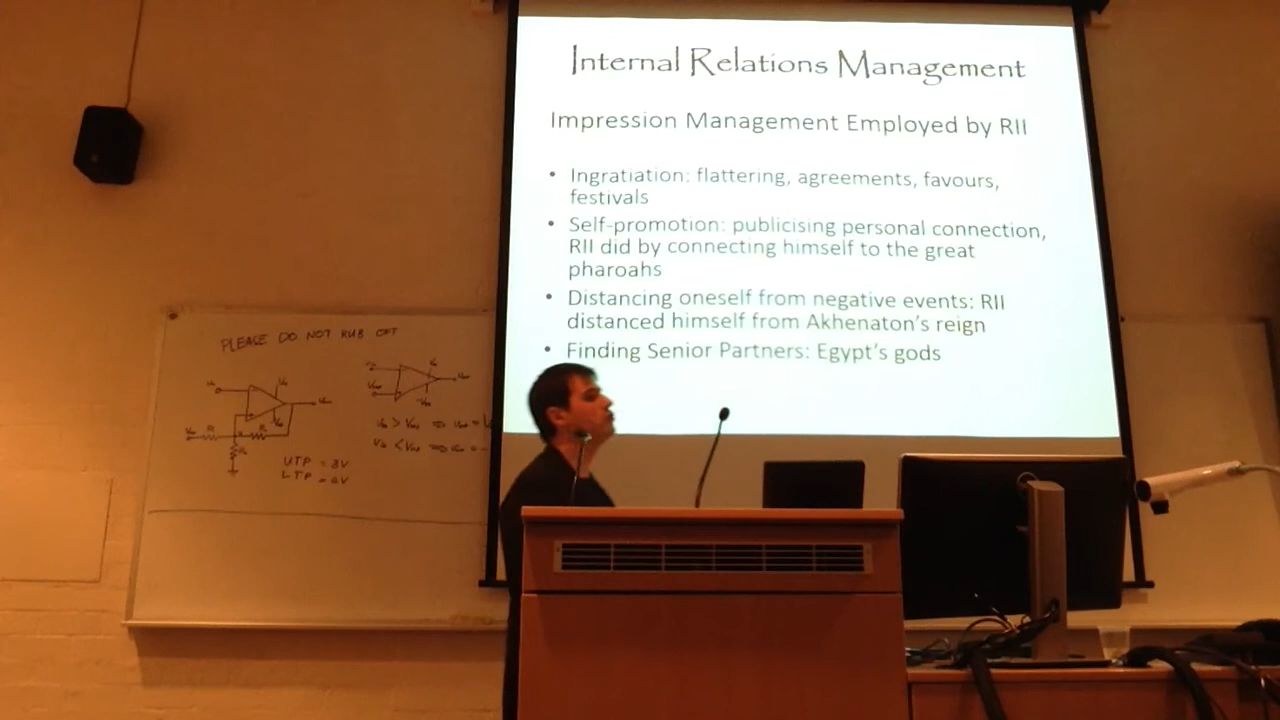 Internal Relations Management
Impression Management Employed by RII
• Ingratiation: flattering, agreements, favours,
festivals
• Self-promotion: publicising personal connection,
RII did by connecting himself to the great
pharoahs
• Distancing oneself from negative events: RII
distanced himself from Akhenaton's reign
• Finding Senior Partners: Egypt's gods
PLEASE DO NOT RUB OFF
UTP = 3V
LTP =